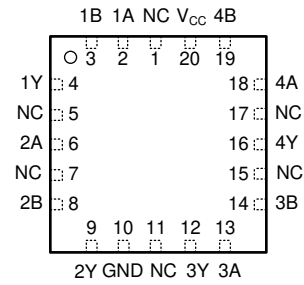 1B 1A NC VCC 4B
3 2 1 20 19
1Y 4 18 4A
NC 5 17 NC
2A 6 16 4Y
NC 7 15 NC
2B 8 14 3B
9 10 11 12 13
2Y GND NC 3Y 3A